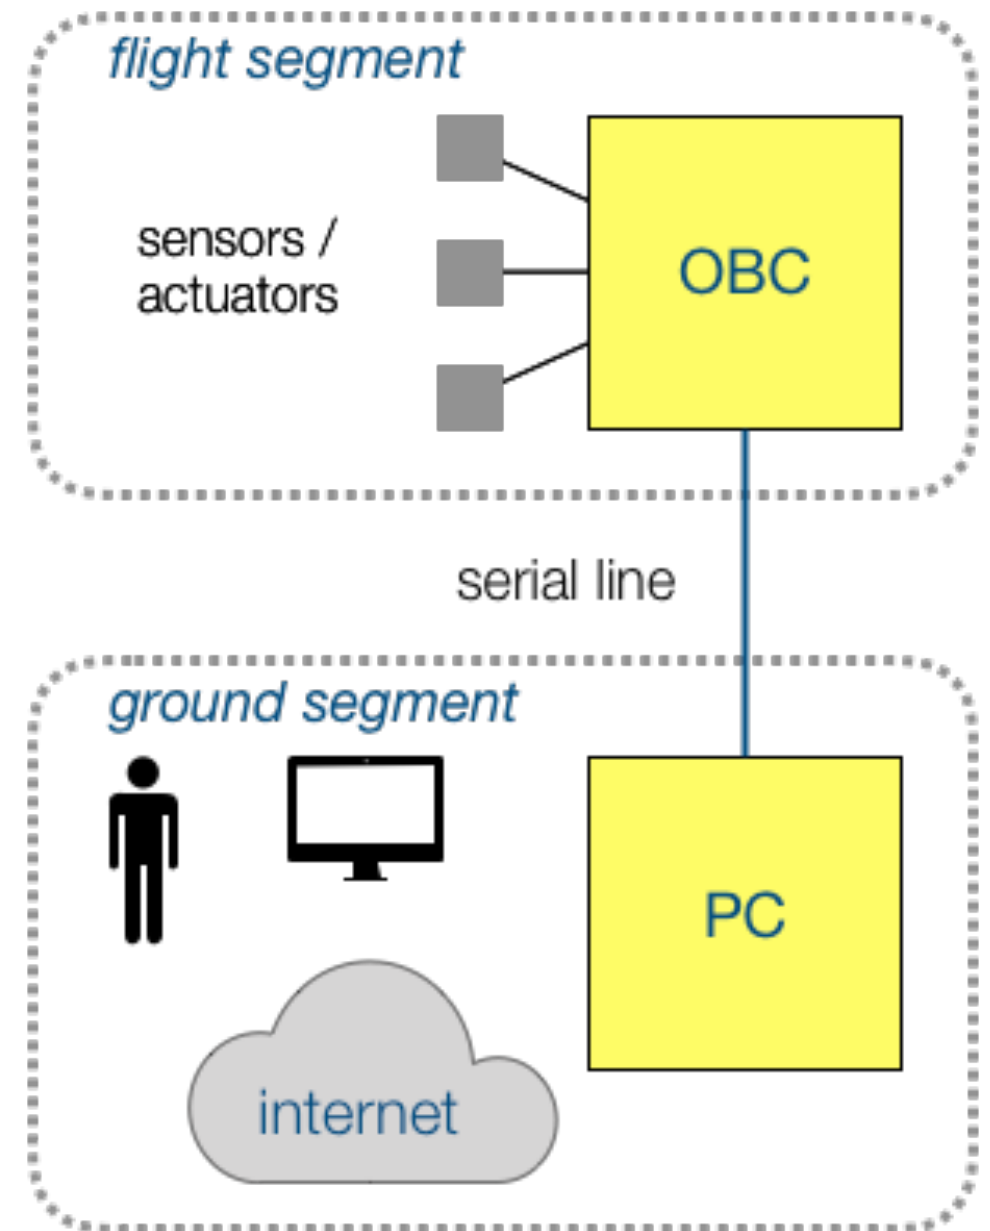 flight segment
sensors /
actuators
OBC
serial line
ground segment
PC
internet